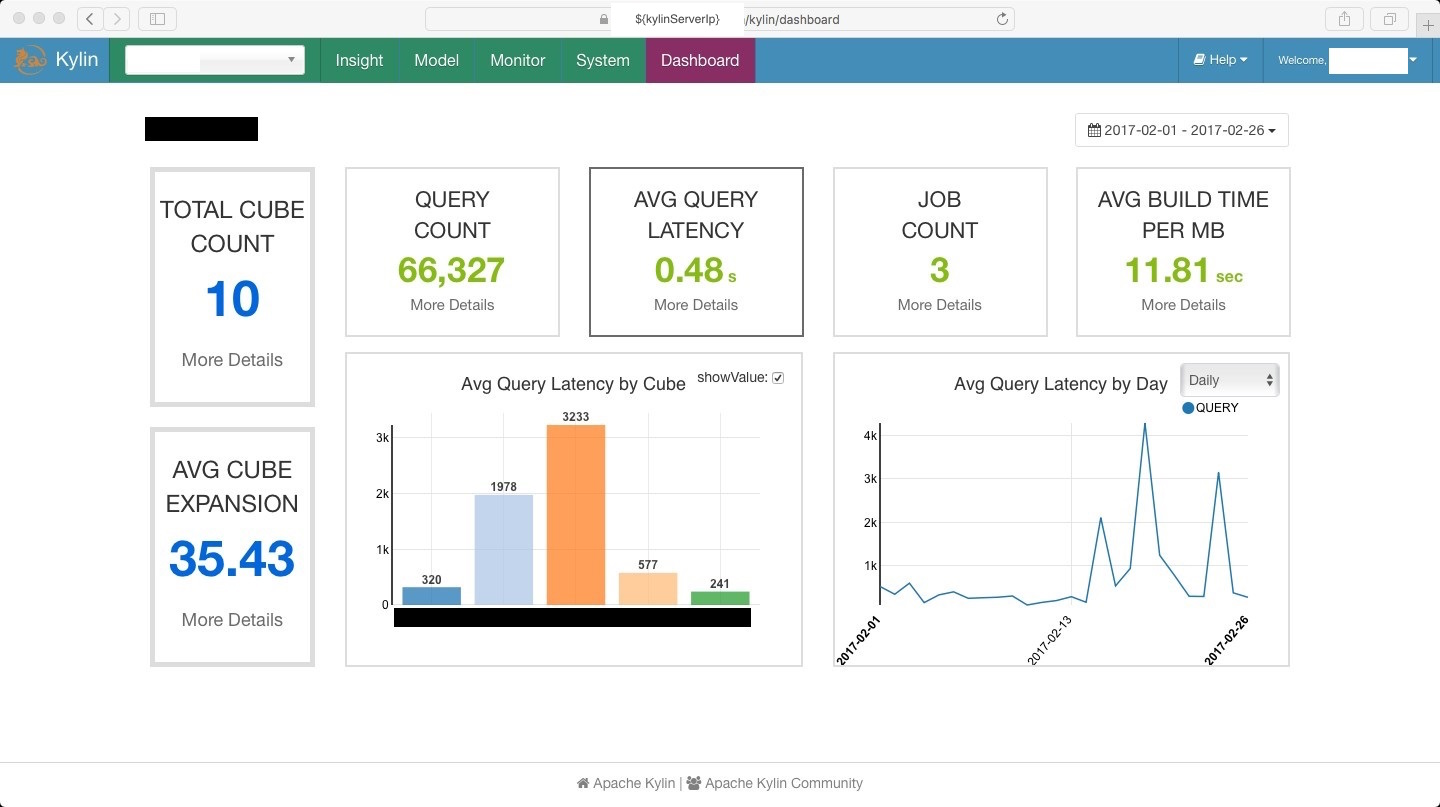 ${kylinServerIp} /kylin/dashboard
Kylin
Insight
Model
Monitor
System
Dashboard
Help
Welcome,
2017-02-01 - 2017-02-26
TOTAL CUBE
COUNT
10
More Details
QUERY
COUNT
66,327
More Details
AVG QUERY
LATENCY
0.48 s
More Details
JOB
COUNT
3
More Details
AVG BUILD TIME
PER MB
11.81 sec
More Details
AVG CUBE
EXPANSION
35.43
More Details
Avg Query Latency by Cube
showValue:
3k
2k
1k
0
320
1978
3233
577
241
Avg Query Latency by Day
Daily
QUERY
4k
3k
2k
1k
2017-02-01
2017-02-13
2017-02-26
Apache Kylin | Apache Kylin Community